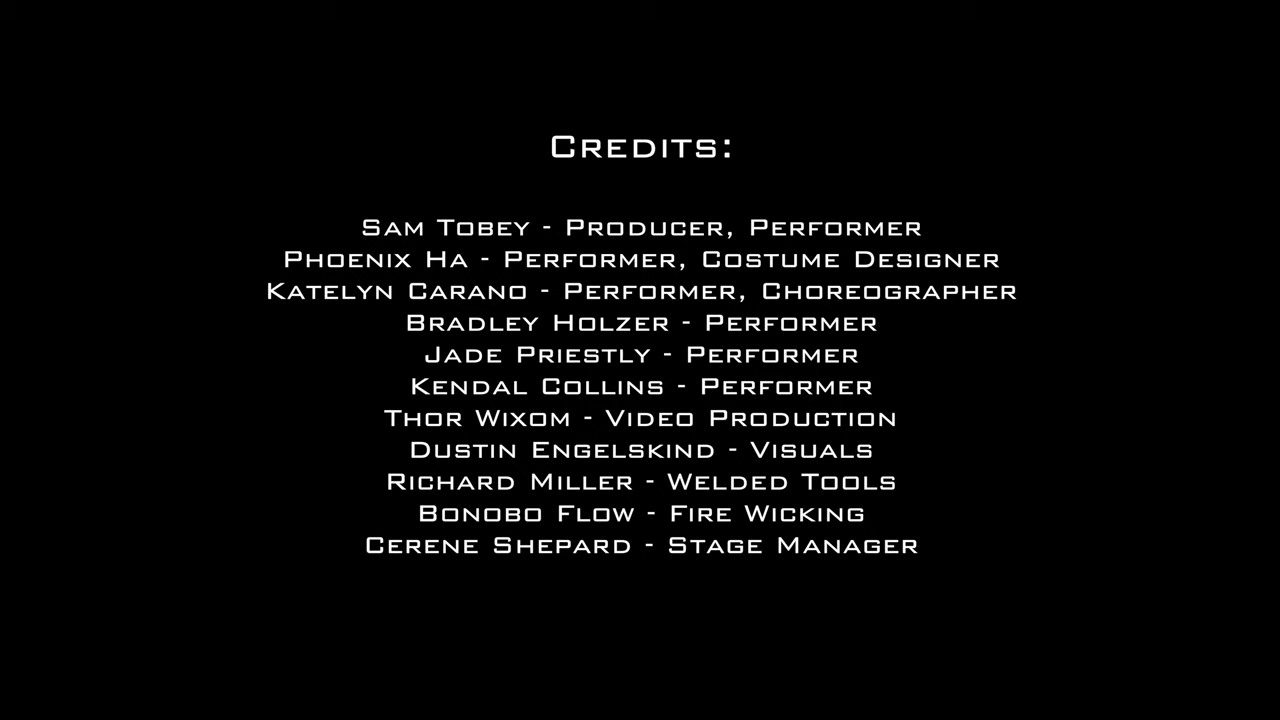 Credits:
Sam Tobey - Producer, Performer
Phoenix Ha - Performer, Costume Designer
Katelyn Carano - Performer, Choreographer
Bradley Holzer - Performer
Jade Priestly - Performer
Kendal Collins - Performer
Thor Wixom - Video Production
Dustin Engelskind - Visuals
Richard Miller - Welded Tools
Bonobo Flow - Fire Wicking
Cerene Shepard - Stage Manager